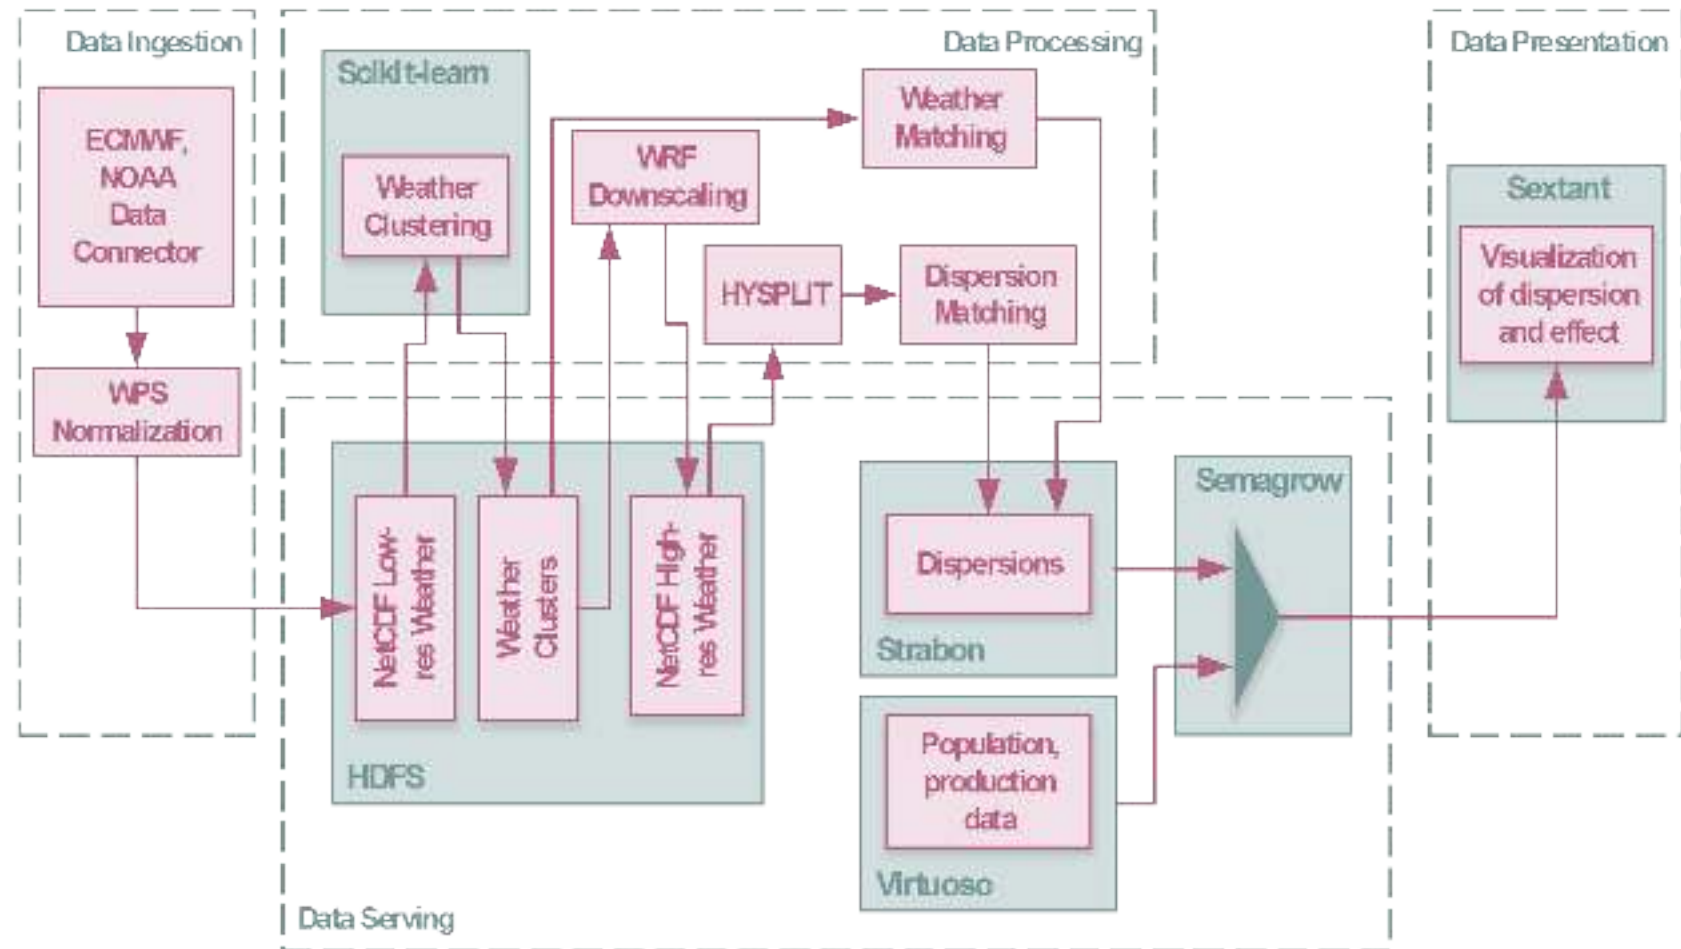 Data Ingestion
ECMWF,
NOAA
Data
Connector
WPS
Normalization
Data Processing
Scikit-learn
Weather
Clustering
WRF
Downscaling
Weather
Matching
HYSPLIT
Dispersion
Matching
Data Presentation
Sextant
Visualization
of dispersion
and effect
NetCDF Low-
res Weather
Weather
Clusters
NetCDF High-
res Weather
HDFS
Dispersions
Strabon
Semagrow
Population,
production
data
Virtuoso
Data Serving